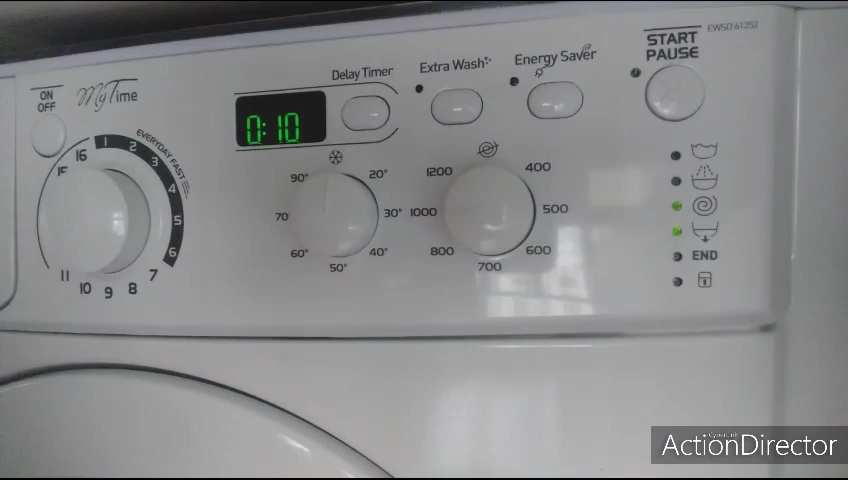 EWSD 61252
START
PAUSE
ON
OFF
MyTime
Delay Timer
Extra Wash
Energy Saver
0:10
EVERYDAY FAST
1
2
3
4
5
6
7
8
9
10
11
15
16
90°
20°
70
30°
60°
40°
50°
1200
400
1000
500
800
600
700
END
CyberLink
ActionDirector